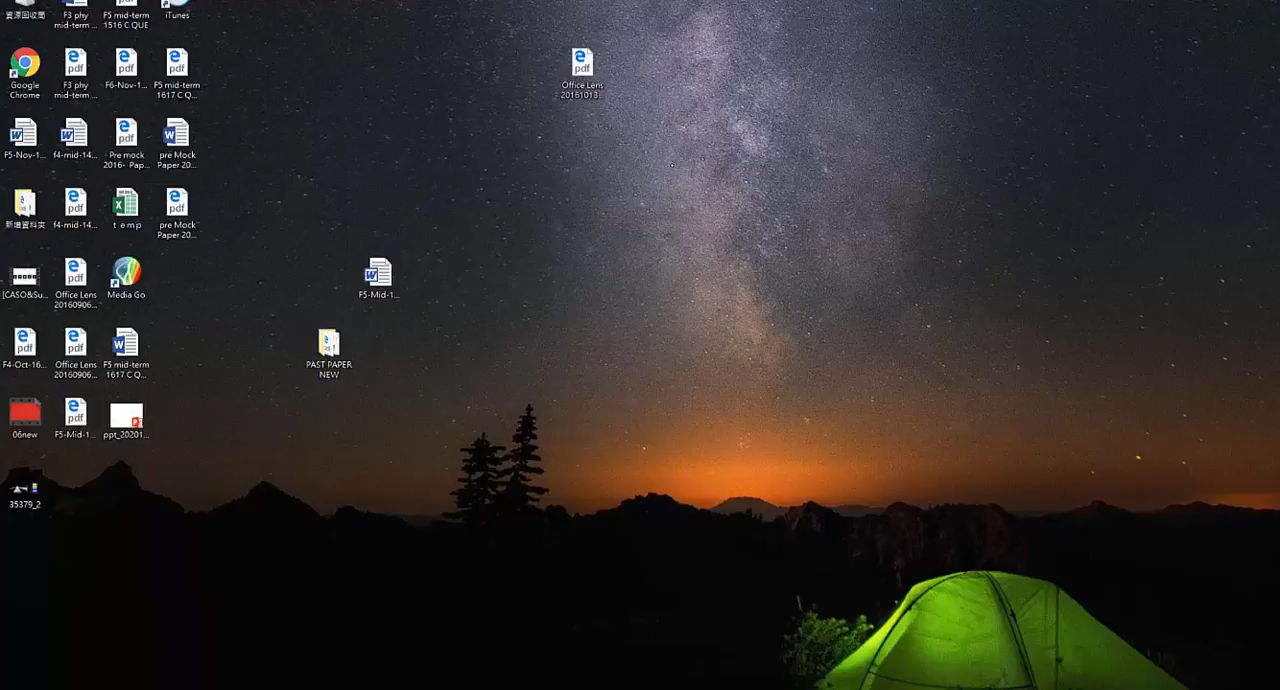 資源回收筒
F3 phy
mid-term ...
F5 mid-term
1516 C QUE
iTunes
Google
Chrome
F3 phy
mid-term ...
F6-Nov-1...
F5 mid-term
1617 C Q...
Office Lens
20161013...
F5-Nov-1...
f4-mid-14...
Pre mock
2016- Pap...
pre Mock
Paper 20...
新增資料夾
f4-mid-14...
t e m p
pre Mock
Paper 20...
[CASO&Su...
Office Lens
20160906...
Media Go
F5-Mid-1...
F4-Oct-16...
Office Lens
20160906...
F5 mid-term
1617 C Q...
PAST PAPER
NEW
06new
F5-Mid-1...
ppt_20201...
35379_2